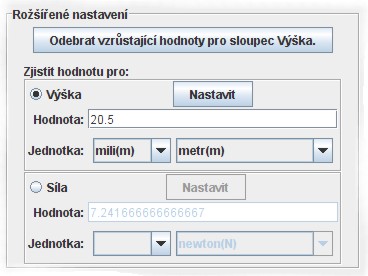 Rožšířené nastavení
Odebrat vzrůstající hodnoty pro sloupec Výška.
Zjistit hodnotu pro:
Výška Nastavit
Hodnota: 20.5
Jednotka: mili(m) metr(m)
Síla Nastavit
Hodnota: 7.241666666666667
Jednotka: newton(N)